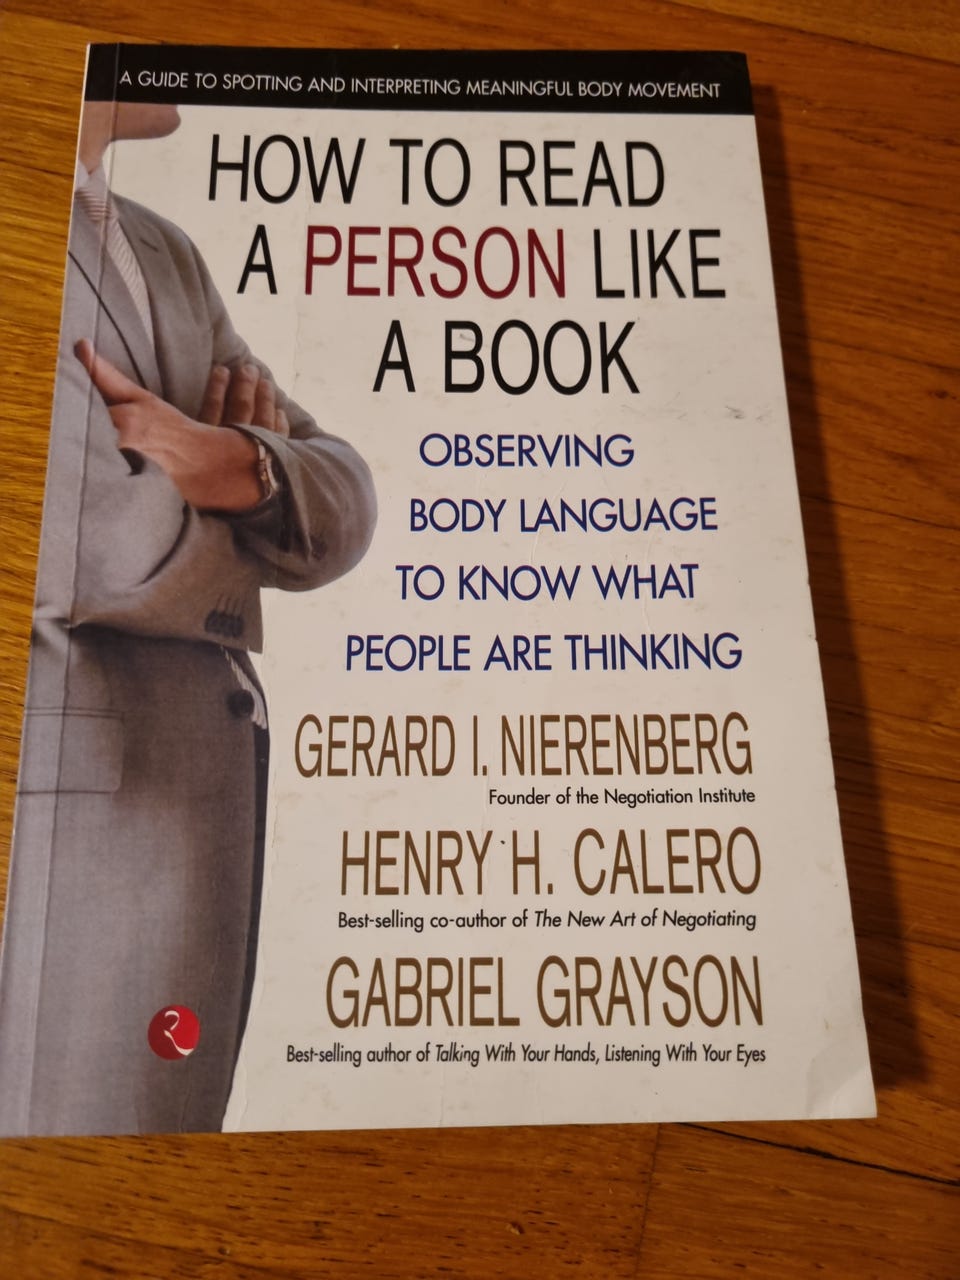 A GUIDE TO SPOTTING AND INTERPRETING MEANINGFUL BODY MOVEMENT
HOW TO READ
A PERSON LIKE
A BOOK
OBSERVING
BODY LANGUAGE
TO KNOW WHAT
PEOPLE ARE THINKING
GERARD I. NIERENBERG
Founder of the Negotiation Institute
HENRY H. CALERO
Best-selling co-author of The New Art of Negotiating
GABRIEL GRAYSON
Best-selling author of Talking With Your Hands, Listening With Your Eyes